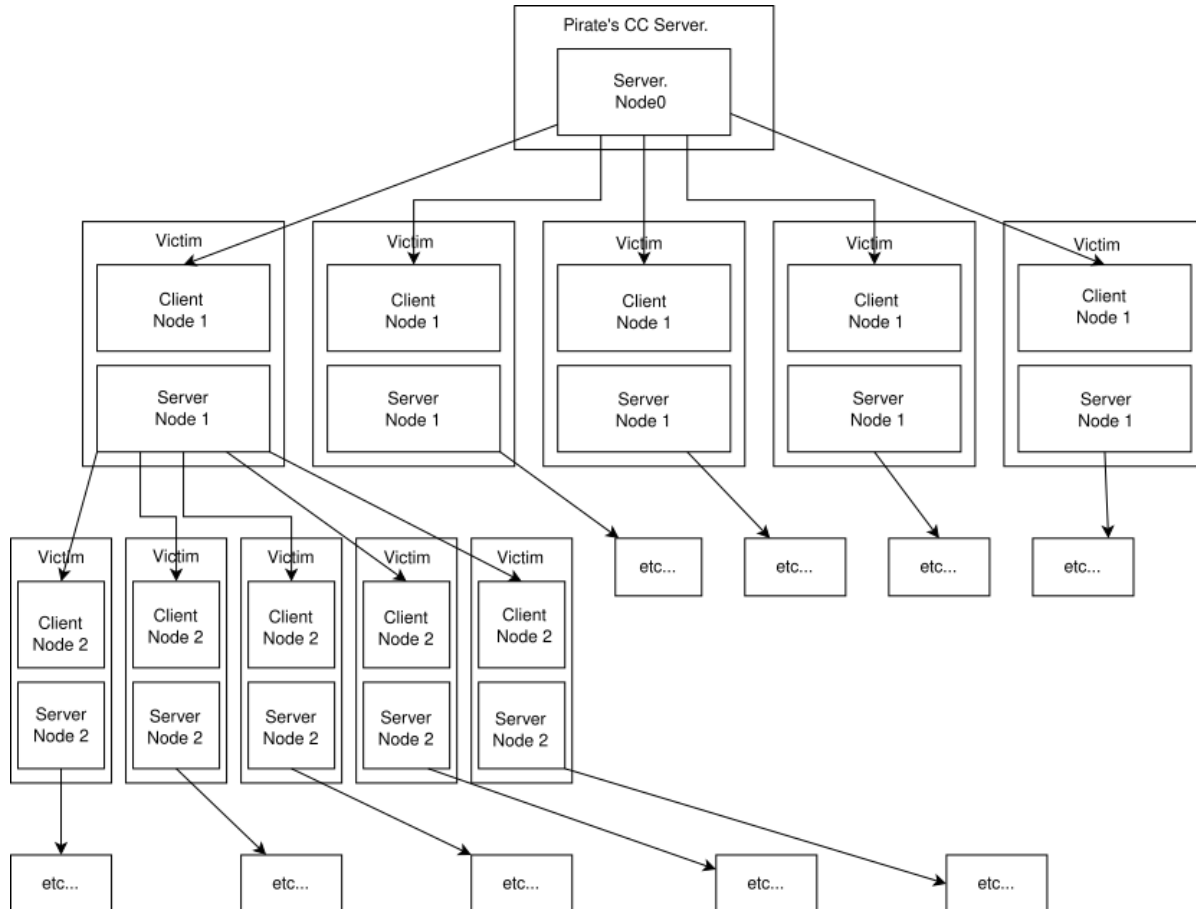 Pirate's CC Server.
Server.
Node0
Victim
Victim
Victim
Victim
Victim
Client
Node 1
Client
Node 1
Client
Node 1
Client
Node 1
Client
Node 1
Server
Node 1
Server
Node 1
Server
Node 1
Server
Node 1
Server
Node 1
Victim
Victim
Victim
Victim
Victim
etc...
etc...
etc...
etc...
Client
Node 2
Client
Node 2
Client
Node 2
Client
Node 2
Client
Node 2
Server
Node 2
Server
Node 2
Server
Node 2
Server
Node 2
Server
Node 2
etc...
etc...
etc...
etc...
etc...